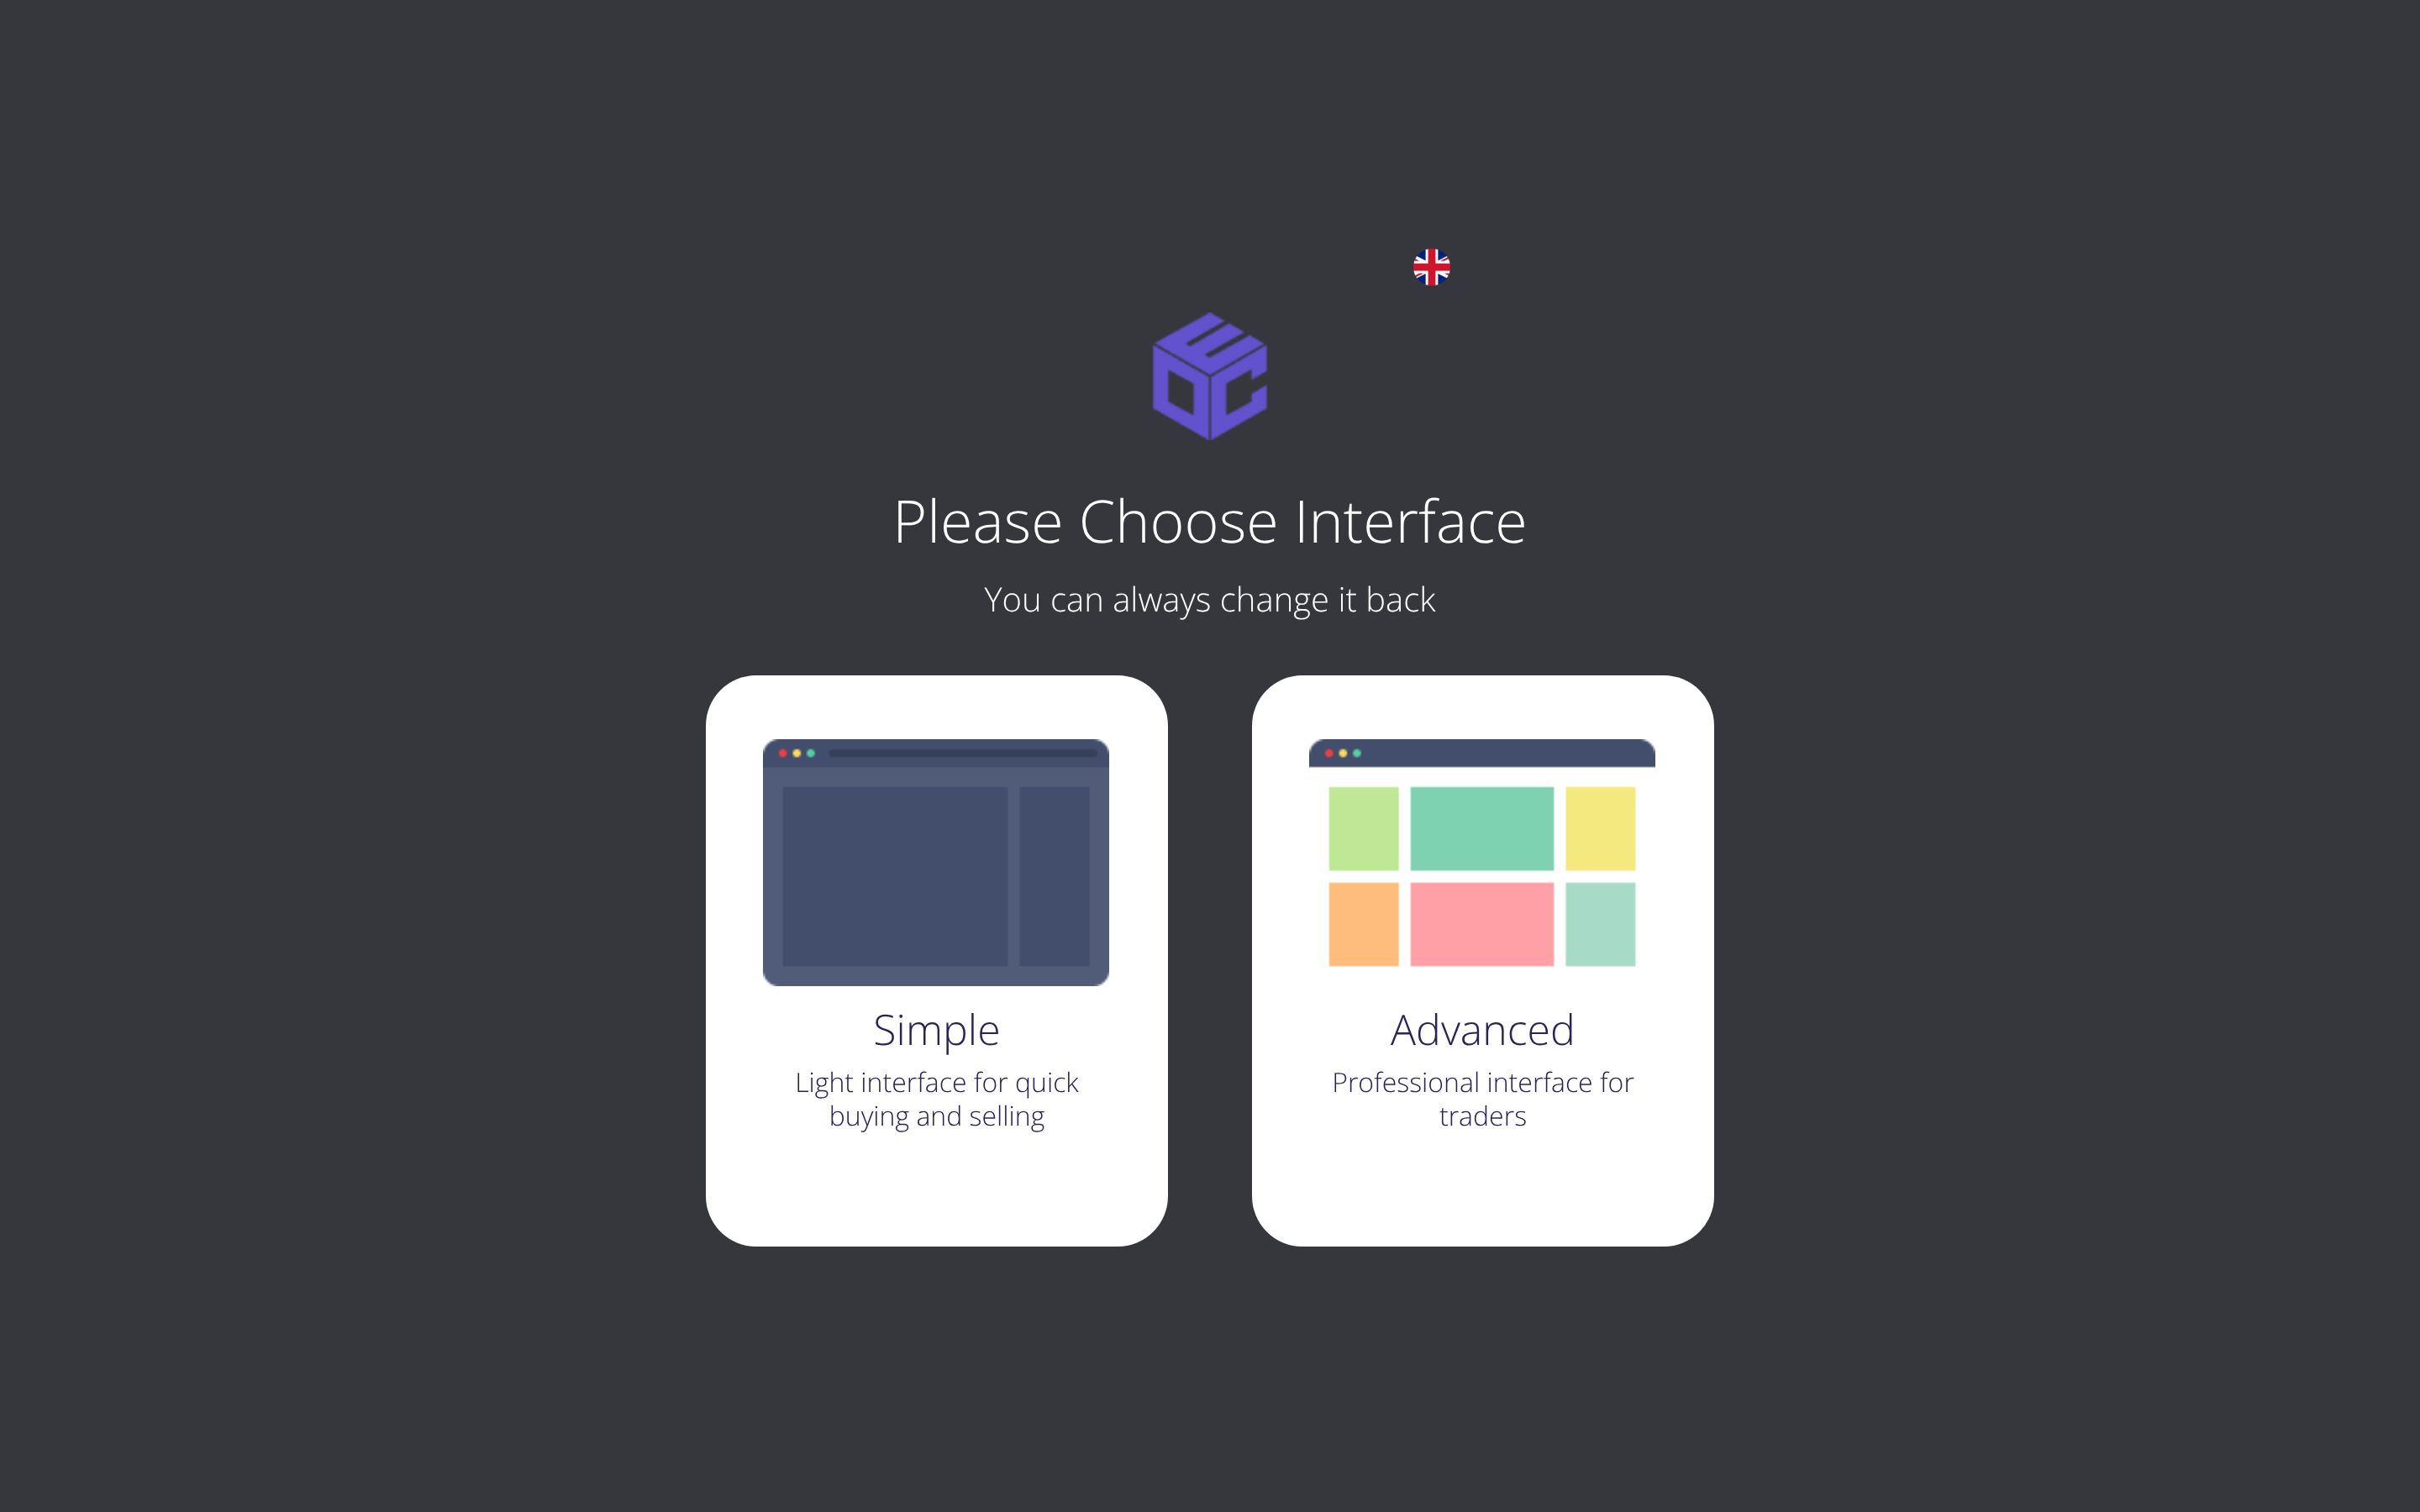 Please Choose Interface
You can always change it back
Simple
Light interface for quick
buying and selling
Advanced
Professional interface for
traders